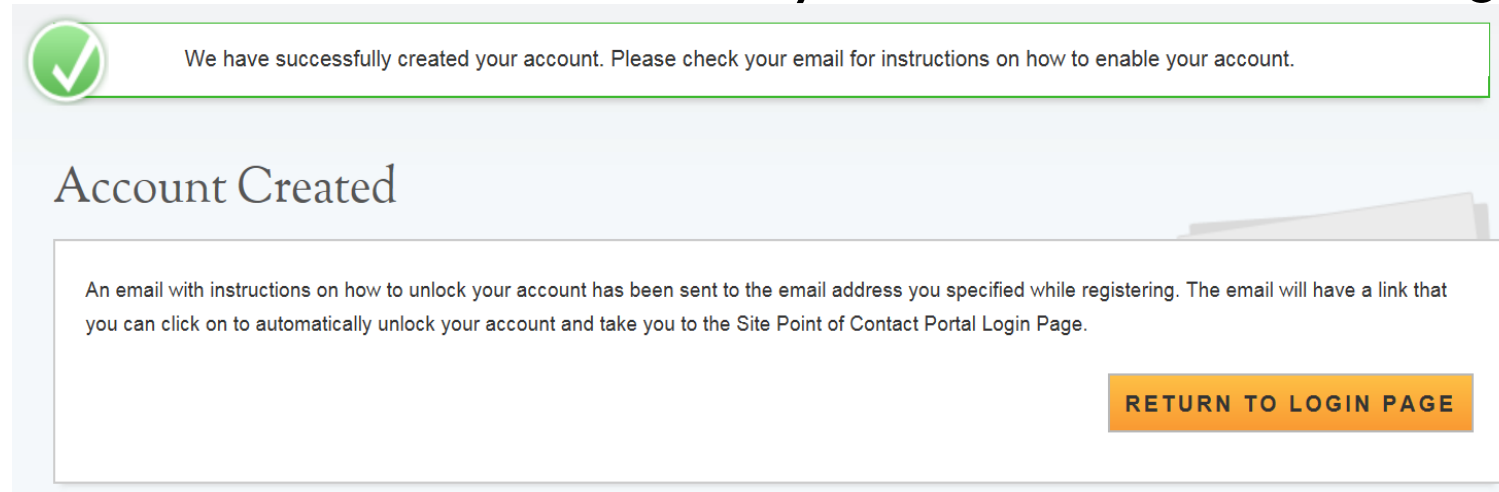 We have successfully created your account. Please check your email for instructions on how to enable your account.
Account Created
An email with instructions on how to unlock your account has been sent to the email address you specified while registering. The email will have a link that
you can click on to automatically unlock your account and take you to the Site Point of Contact Portal Login Page.
RETURN TO LOGIN PAGE